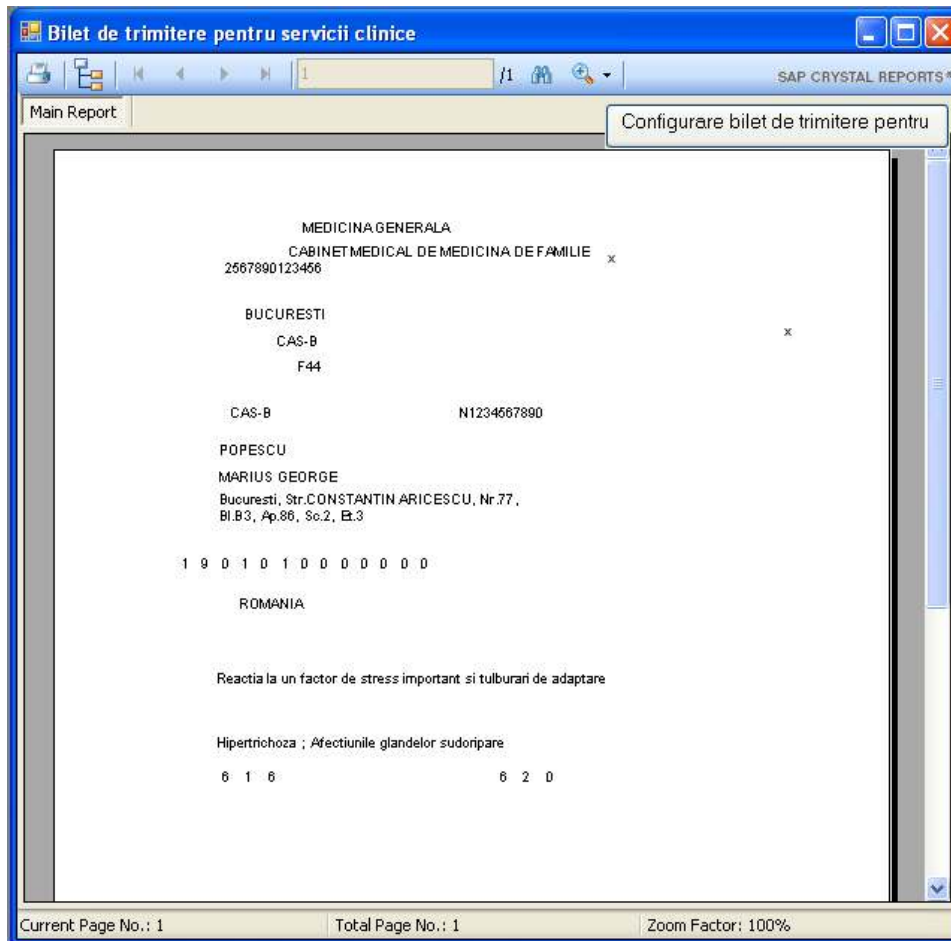 Bilet de trimitere pentru servicii clinice
1 /1 SAP CRYSTAL REPORTS®
Main Report
Configurare bilet de trimitere pentru
MEDICINA GENERALA
CABINET MEDICAL DE MEDICINA DE FAMILIE x
2567890123456
BUCURESTI
x
CAS-B
F44
CAS-B N1234567890
POPESCU
MARIUS GEORGE
Bucuresti, Str.CONSTANTIN ARICESCU, Nr.77,
Bl.B3, Ap.86, Sc.2, Et.3
1 9 0 1 0 1 0 0 0 0 0 0 0
ROMANIA
Reactia la un factor de stress important si tulburari de adaptare
Hipertrichoza ; Afectiunile glandelor sudoripare
6 1 6 6 2 0
Current Page No.: 1 Total Page No.: 1 Zoom Factor: 100%